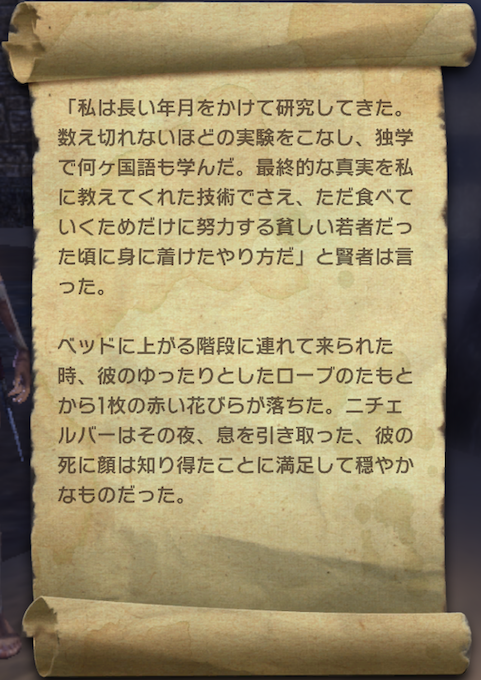 「私は長い年月をかけて研究してきた。
数え切れないほどの実験をこなし、独学
で何ヶ国語も学んだ。最終的な真実を私
に教えてくれた技術でさえ、ただ食べて
いくためだけに努力する貧しい若者だっ
た頃に身に着けたやり方だ」と賢者は言
った。
ベッドに上がる階段に連れて来られた
時、彼のゆったりとしたローブのたもと
から1枚の赤い花びらが落ちた。ニチェ
ルバーはその夜、息を引き取った、彼の
死に顔は知り得たことに満足して穏やか
なものだった。